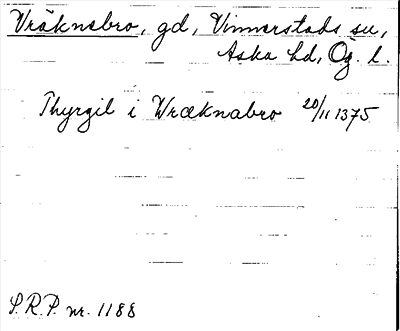 Vräknabro, gd, Vinnerstads sn,
Aska hd, Ög. l.
Thyrgil i Wræknabro 20/11 1375
S.R.P. nr. 1188